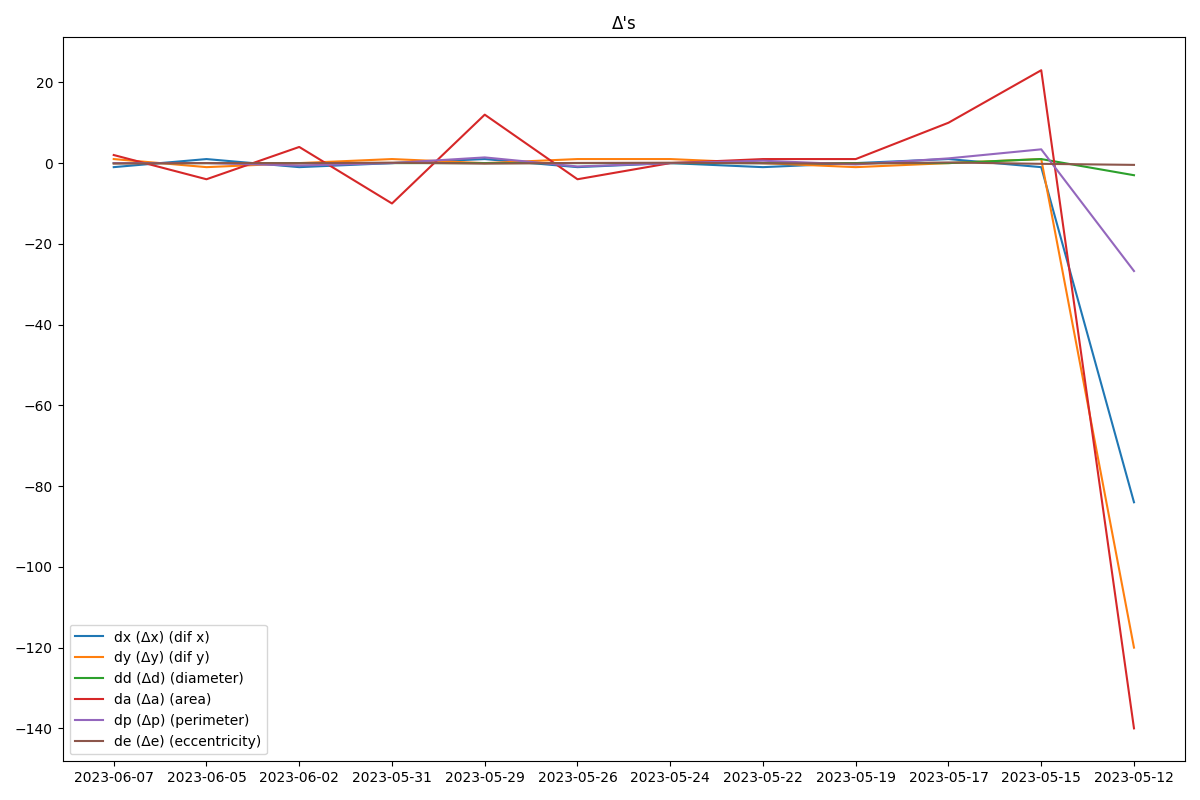 Δ's
20
0
−20
−40
−60
−80
−100
−120
−140
dx (Δx) (dif x)
dy (Δy) (dif y)
dd (Δd) (diameter)
da (Δa) (area)
dp (Δp) (perimeter)
de (Δe) (eccentricity)
2023-06-07 2023-06-05 2023-06-02 2023-05-31 2023-05-29 2023-05-26 2023-05-24 2023-05-22 2023-05-19 2023-05-17 2023-05-15 2023-05-12